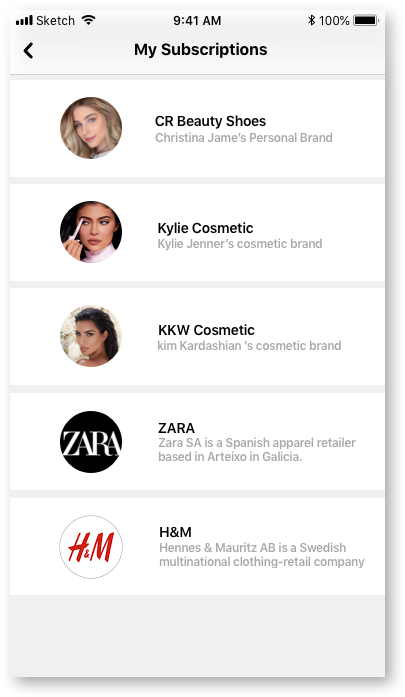 Sketch 9:41 AM 100%
My Subscriptions
CR Beauty Shoes
Christina Jame's Personal Brand
Kylie Cosmetic
Kylie Jenner's cosmetic brand
KKW Cosmetic
kim Kardashian 's cosmetic brand
ZARA
ZARA
Zara SA is a Spanish apparel retailer
based in Arteixo in Galicia.
H&M
H&M
Hennes & Mauritz AB is a Swedish
multinational clothing-retail company